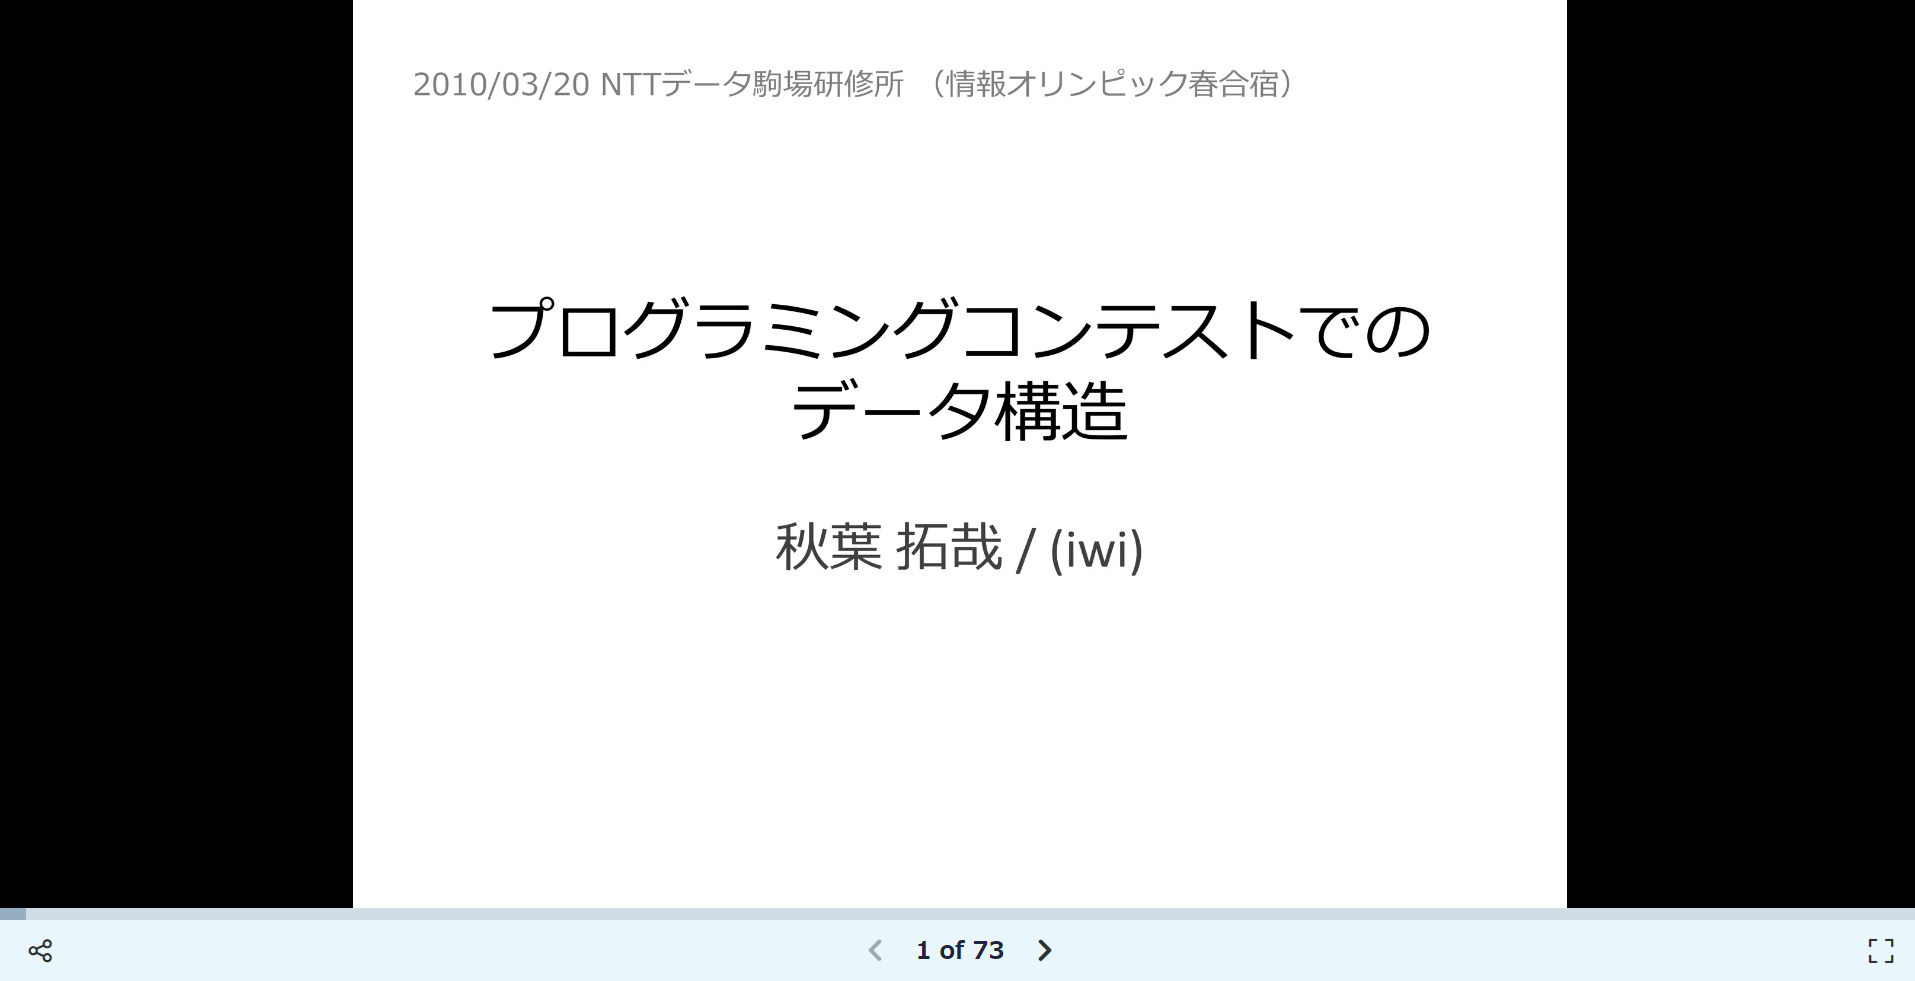 2010/03/20 NTTデータ駒場研修所 （情報オリンピック春合宿）
プログラミングコンテストでの
データ構造
秋葉 拓哉 / (iwi)
1 of 73